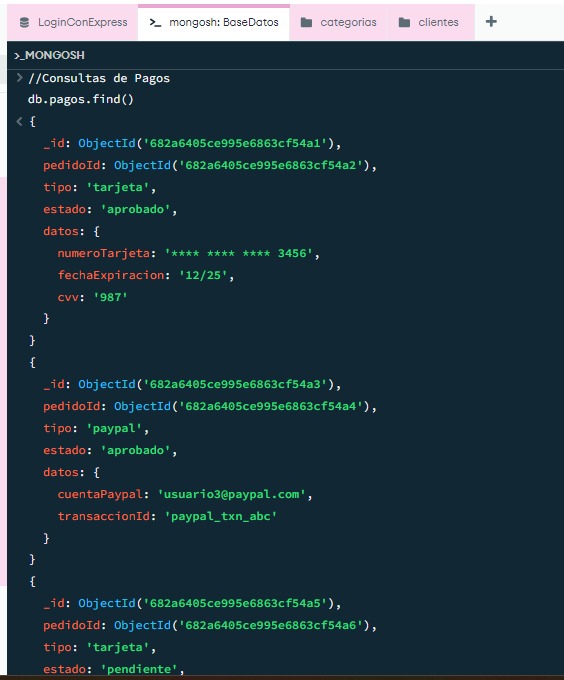 LoginConExpress
>_ mongosh: BaseDatos
categorias
clientes
+
>_MONGOSH
> //Consultas de Pagos
db.pagos.find()
< {
_id: ObjectId('682a6405ce995e6863cf54a1'),
pedidoId: ObjectId('682a6405ce995e6863cf54a2'),
tipo: 'tarjeta',
estado: 'aprobado',
datos: {
numeroTarjeta: '**** **** **** 3456',
fechaExpiracion: '12/25',
cvv: '987'
}
}
{
_id: ObjectId('682a6405ce995e6863cf54a3'),
pedidoId: ObjectId('682a6405ce995e6863cf54a4'),
tipo: 'paypal',
estado: 'aprobado',
datos: {
cuentaPaypal: 'usuario3@paypal.com',
transaccionId: 'paypal_txn_abc'
}
}
{
_id: ObjectId('682a6405ce995e6863cf54a5'),
pedidoId: ObjectId('682a6405ce995e6863cf54a6'),
tipo: 'tarjeta',
estado: 'pendiente',